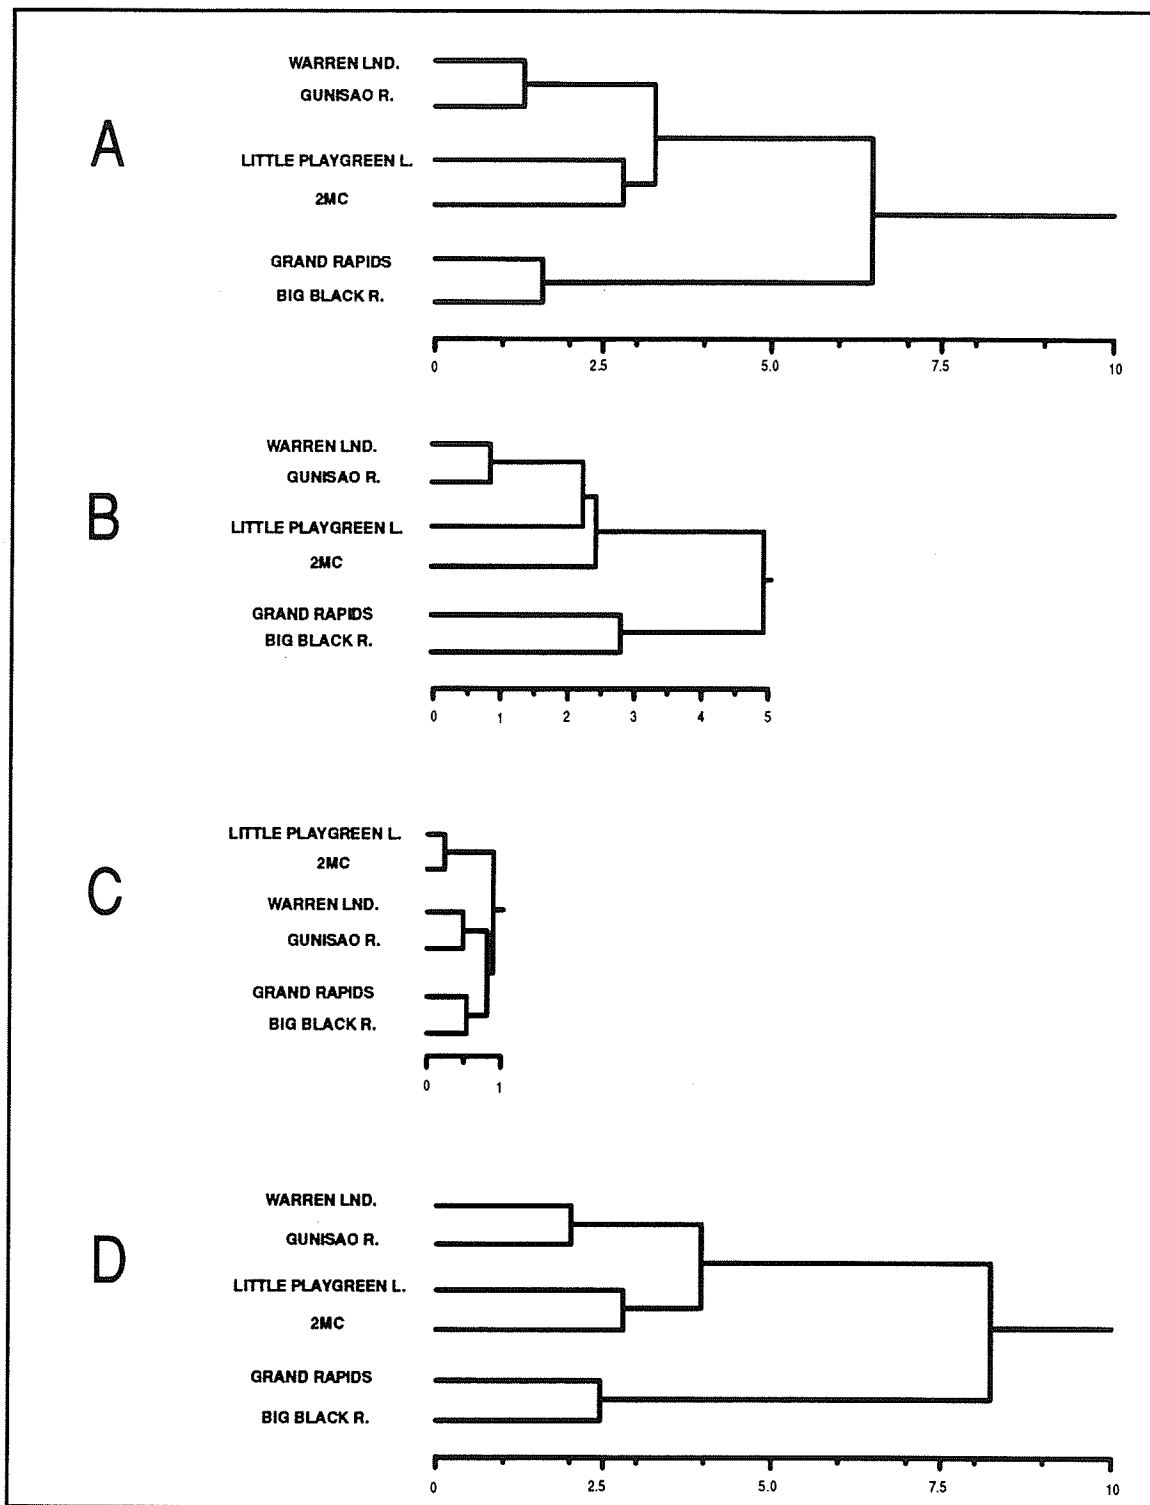 WARREN LND.
GUNISAO R.
A
LITTLE PLAYGREEN L.
2MC
GRAND RAPIDS
BIG BLACK R.
0 2.5 5.0 7.5 10
WARREN LND.
GUNISAO R.
B
LITTLE PLAYGREEN L.
2MC
GRAND RAPIDS
BIG BLACK R.
0 1 2 3 4 5
LITTLE PLAYGREEN L.
2MC
C
WARREN LND.
GUNISAO R.
GRAND RAPIDS
BIG BLACK R.
0 1
WARREN LND.
GUNISAO R.
D
LITTLE PLAYGREEN L.
2MC
GRAND RAPIDS
BIG BLACK R.
0 2.5 5.0 7.5 10